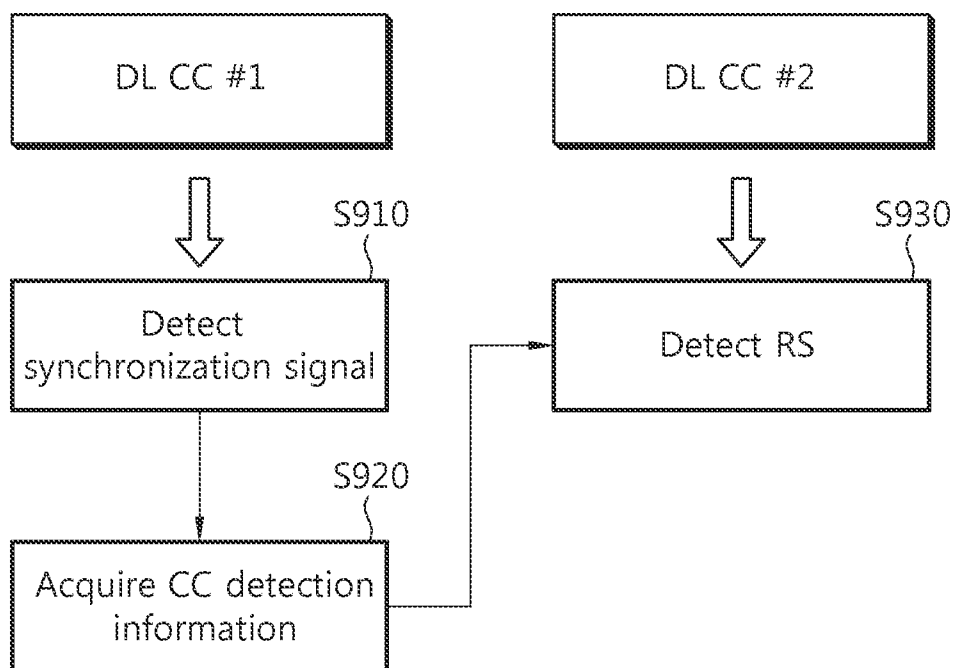 DL CC #1
DL CC #2
S910
S930
Detect
synchronization signal
Detect RS
S920
Acquire CC detection
information